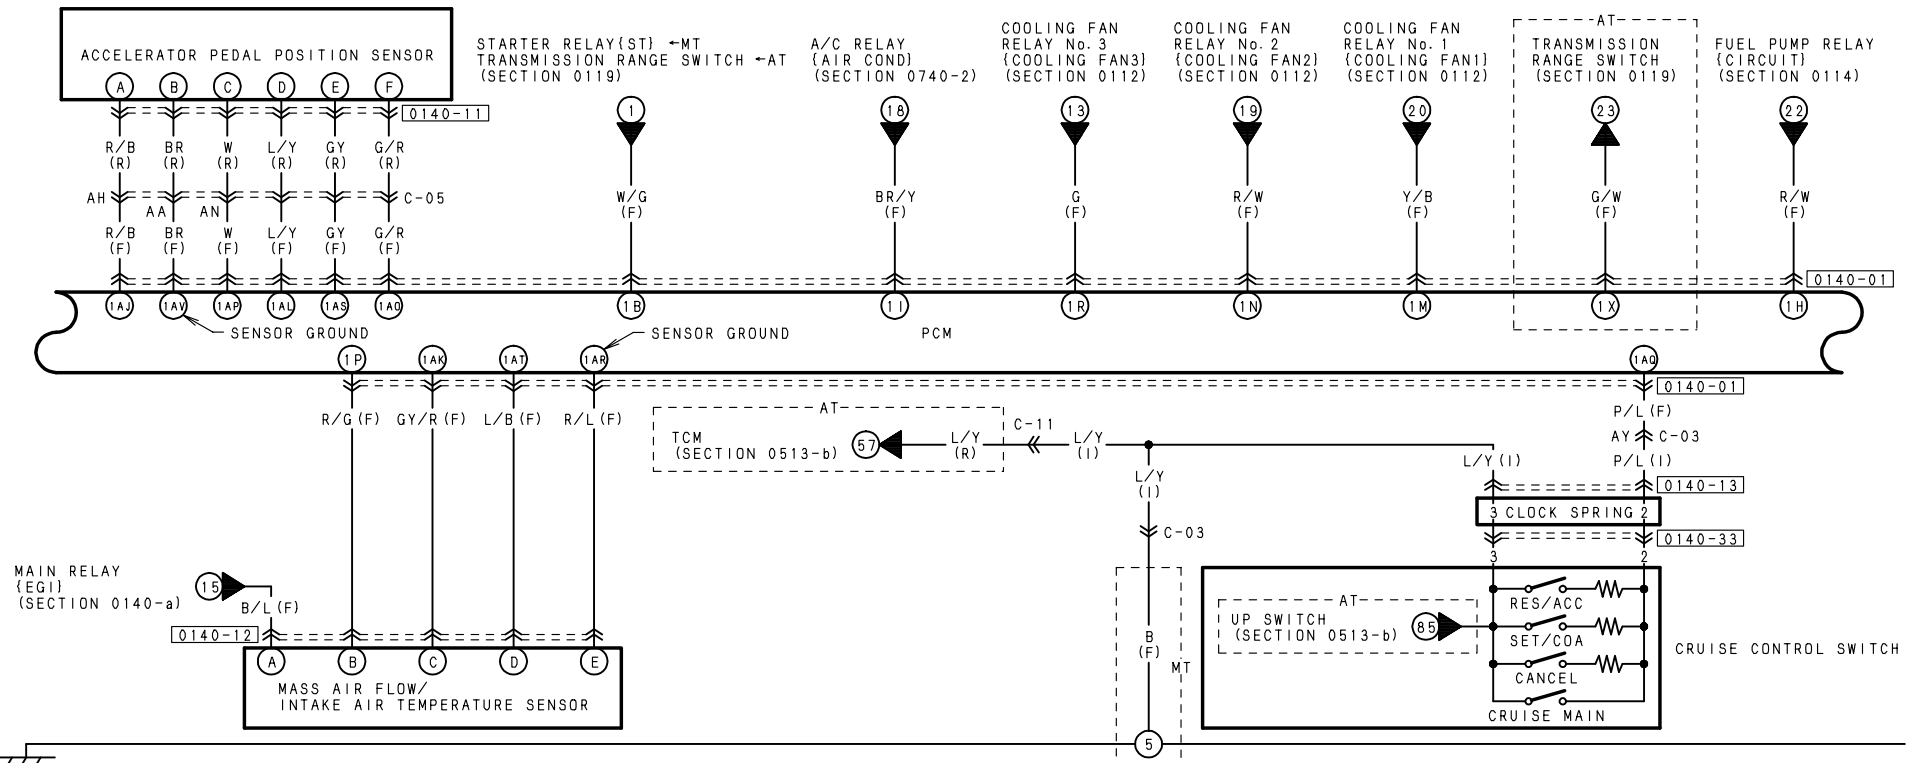 ACCELERATOR PEDAL POSITION SENSOR
A B C D E F
0140-11
R/B BR W L/Y GY G/R
(R) (R) (R) (R) (R) (R)
AH AA AN C-05
R/B BR W L/Y GY G/R
(F) (F) (F) (F) (F) (F)
STARTER RELAY{ST} ←MT
TRANSMISSION RANGE SWITCH ←AT
(SECTION 0119)
1
W/G
(F)
A/C RELAY
{AIR COND}
(SECTION 0740-2)
18
BR/Y
(F)
COOLING FAN
RELAY No. 3
{COOLING FAN3}
(SECTION 0112)
13
G
(F)
COOLING FAN
RELAY No. 2
{COOLING FAN2}
(SECTION 0112)
19
R/W
(F)
COOLING FAN
RELAY No. 1
{COOLING FAN1}
(SECTION 0112)
20
Y/B
(F)
AT
TRANSMISSION
RANGE SWITCH
(SECTION 0119)
23
G/W
(F)
FUEL PUMP RELAY
{CIRCUIT}
(SECTION 0114)
22
R/W
(F)
0140-01
1AJ 1AV 1AP 1AL 1AS 1AO 1B 1I 1R 1N 1M 1X 1H
SENSOR GROUND
SENSOR GROUND
PCM
1P 1AK 1AT 1AR 1AQ
0140-01
R/G (F) GY/R (F) L/B (F) R/L (F)
AT
TCM
(SECTION 0513-b)
57
L/Y
(R)
C-11
L/Y
(I)
L/Y
(I)
C-03
P/L (F)
AY C-03
L/Y (I) P/L (I)
0140-13
3 CLOCK SPRING 2
0140-33
3 2
MAIN RELAY
{EGI}
(SECTION 0140-a)
15
B/L (F)
0140-12
A B C D E
MASS AIR FLOW/
INTAKE AIR TEMPERATURE SENSOR
B
(F)
MT
5
AT
UP SWITCH
(SECTION 0513-b)
85
RES/ACC
SET/COA
CANCEL
CRUISE MAIN
CRUISE CONTROL SWITCH